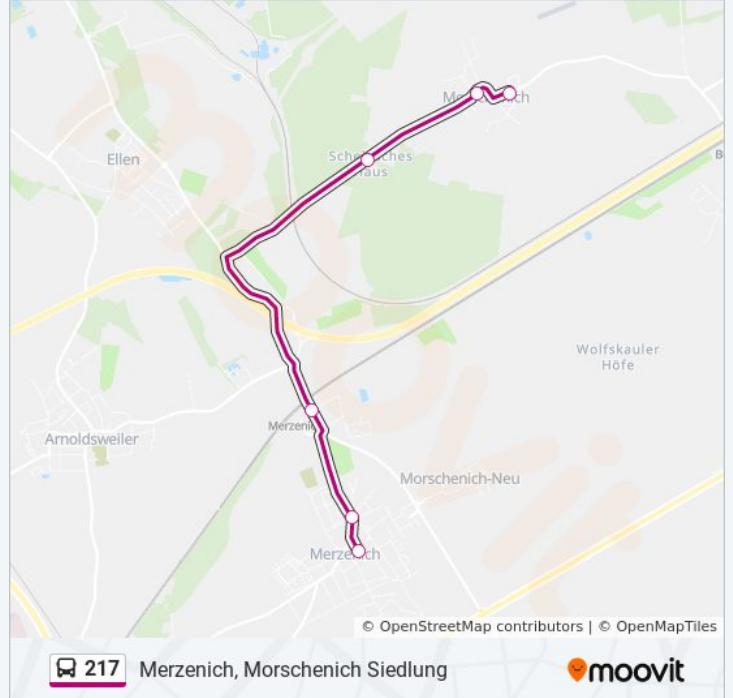 Ellen
B
Wolfskauler
Höfe
Merzenich
Arnoldsweiler
Morschenich-Neu
© OpenStreetMap contributors | © OpenMapTiles
217 Merzenich, Morschenich Siedlung
moovit